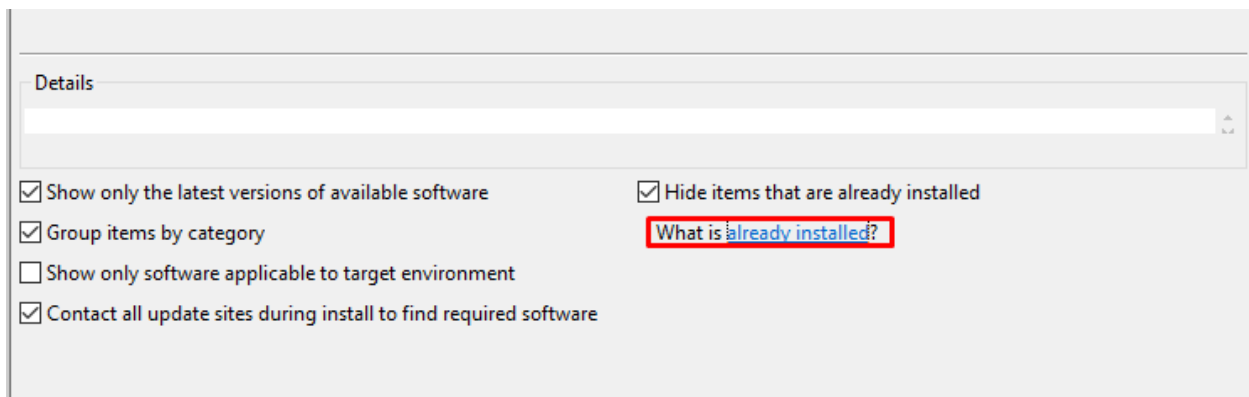 Details
Show only the latest versions of available software
Hide items that are already installed
Group items by category
What is already installed?
Show only software applicable to target environment
Contact all update sites during install to find required software